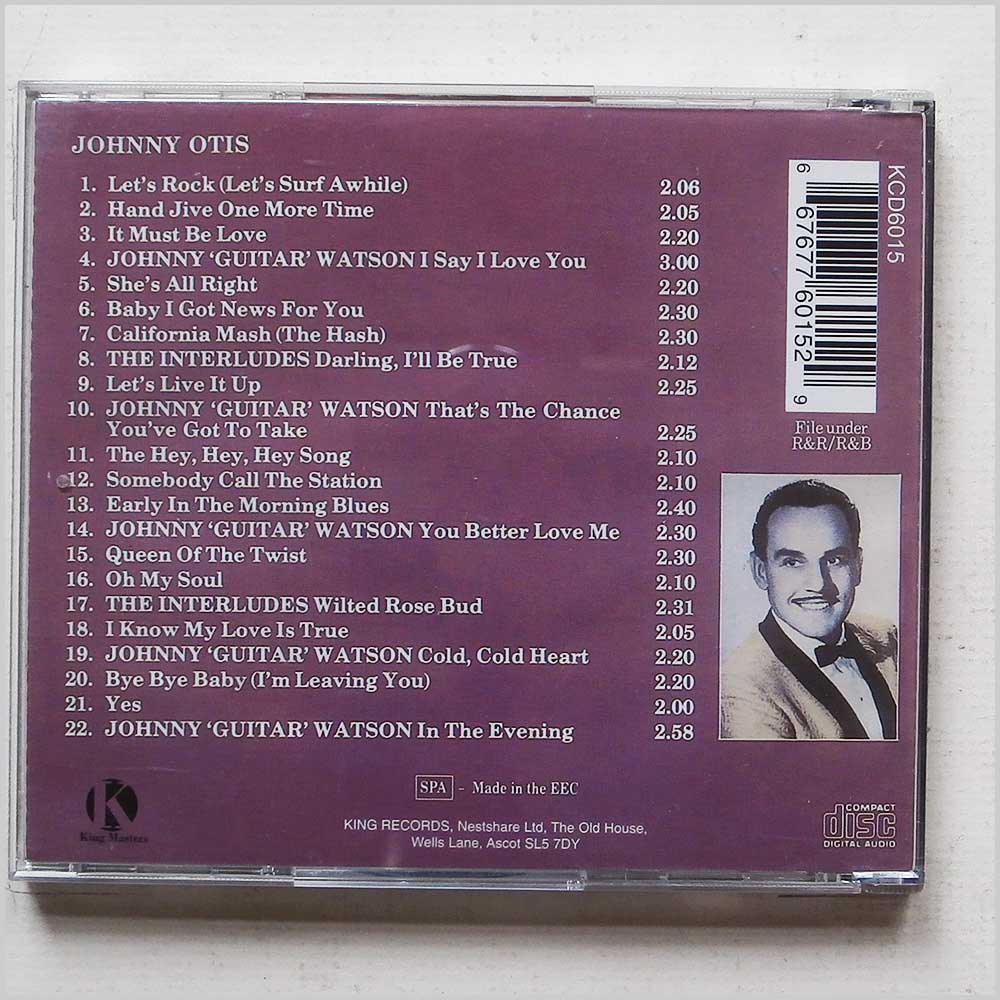 JOHNNY OTIS
1. Let's Rock (Let's Surf Awhile) 2.06
2. Hand Jive One More Time 2.05
3. It Must Be Love 2.20
4. JOHNNY 'GUITAR' WATSON I Say I Love You 3.00
5. She's All Right 2.20
6. Baby I Got News For You 2.30
7. California Mash (The Hash) 2.30
8. THE INTERLUDES Darling, I'll Be True 2.12
9. Let's Live It Up 2.25
10. JOHNNY 'GUITAR' WATSON That's The Chance
You've Got To Take 2.25
11. The Hey, Hey, Hey Song 2.10
12. Somebody Call The Station 2.10
13. Early In The Morning Blues 2.40
14. JOHNNY 'GUITAR' WATSON You Better Love Me 2.30
15. Queen Of The Twist 2.30
16. Oh My Soul 2.10
17. THE INTERLUDES Wilted Rose Bud 2.31
18. I Know My Love Is True 2.05
19. JOHNNY 'GUITAR' WATSON Cold, Cold Heart 2.20
20. Bye Bye Baby (I'm Leaving You) 2.20
21. Yes 2.00
22. JOHNNY 'GUITAR' WATSON In The Evening 2.58
KCD6015
6 67677 60152 9
File under
R&R/R&B
SPA - Made in the EEC
KING RECORDS, Nestshare Ltd, The Old House,
Wells Lane, Ascot SL5 7DY
K
King Masters
COMPACT
disc
DIGITAL AUDIO